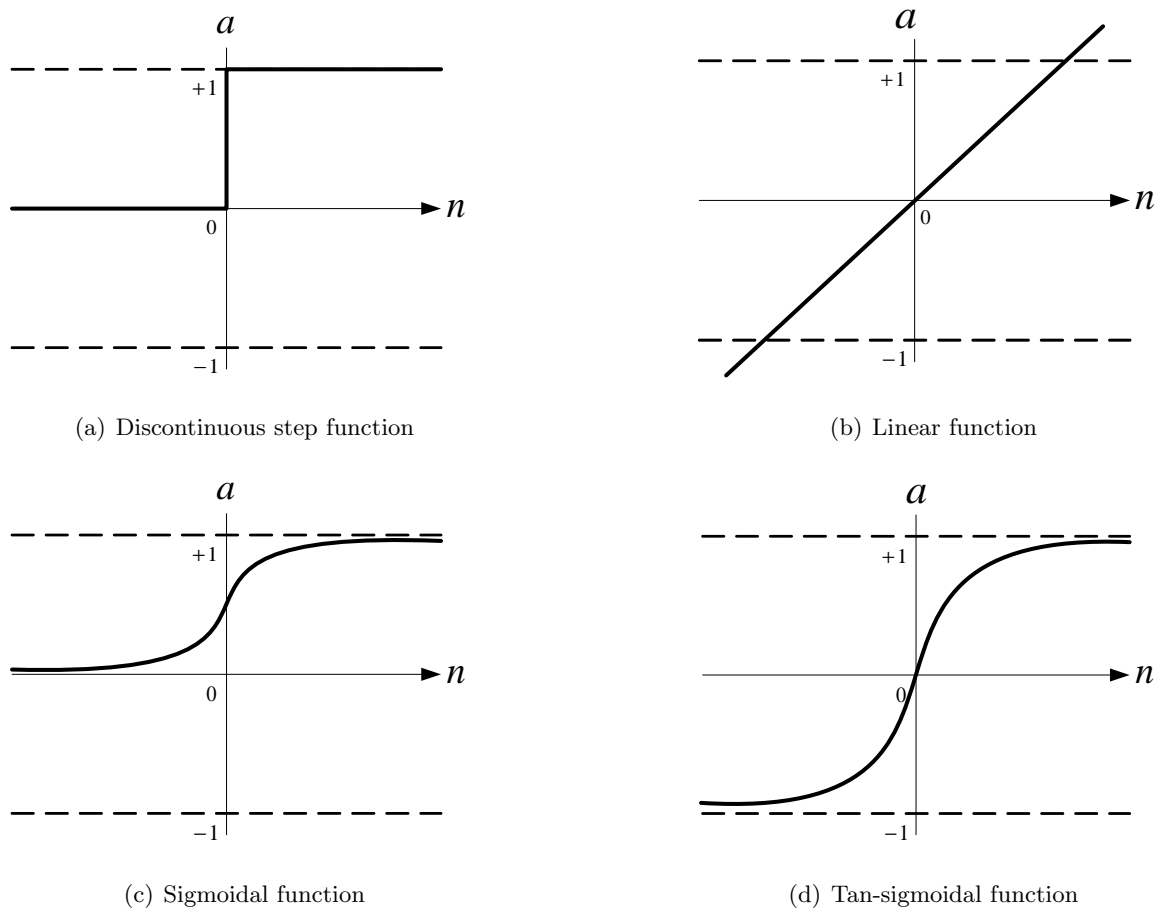 a
+1
0
n
−1
(a) Discontinuous step function
a
+1
0
n
−1
(b) Linear function
a
+1
0
n
−1
(c) Sigmoidal function
a
+1
0
n
−1
(d) Tan-sigmoidal function